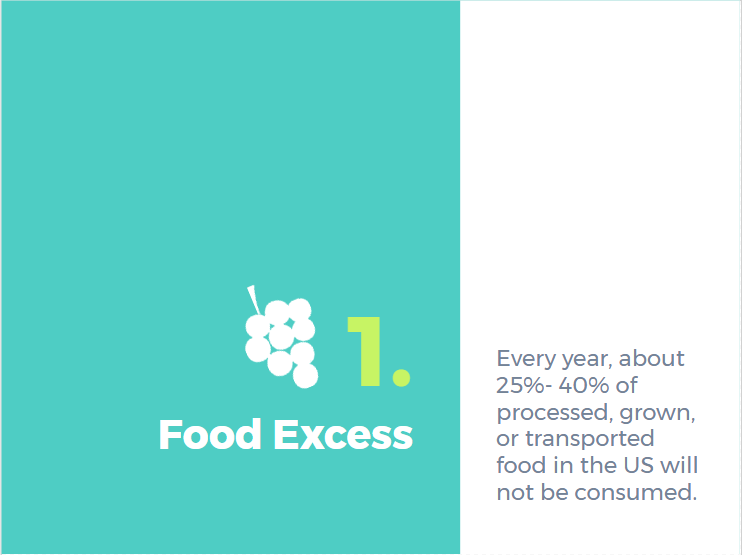 1.
Food Excess
Every year, about
25%- 40% of
processed, grown,
or transported
food in the US will
not be consumed.